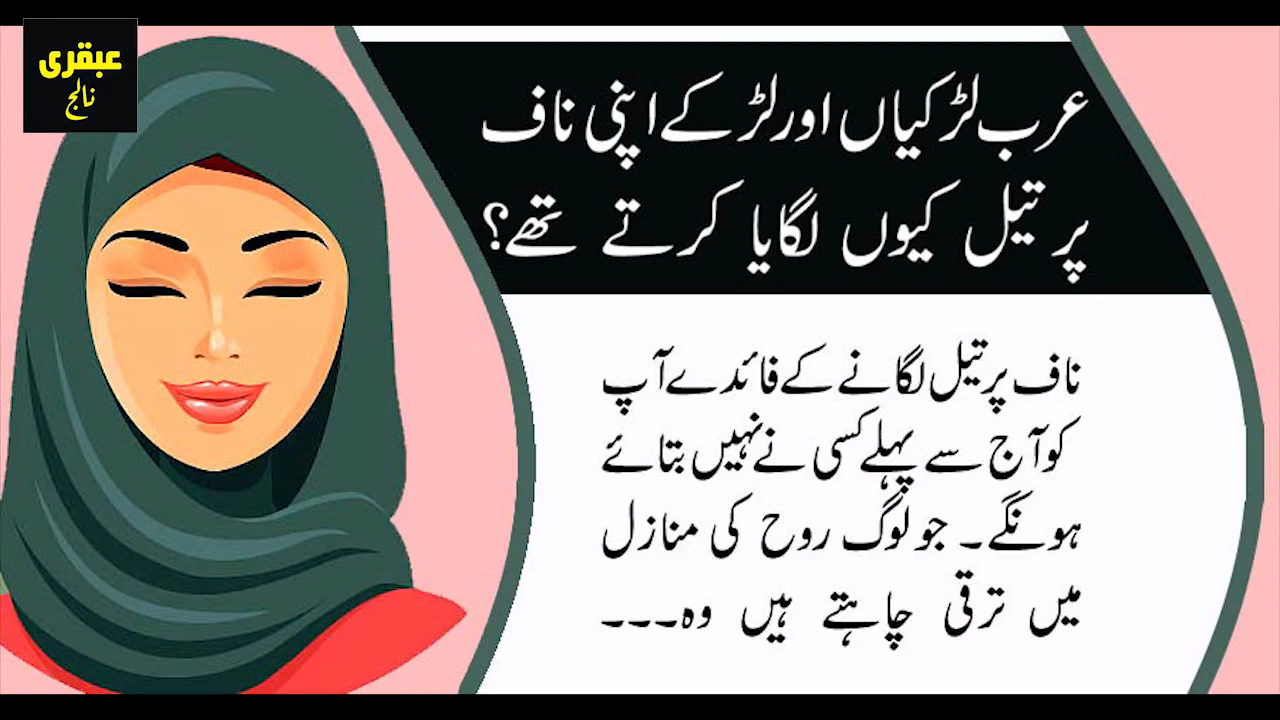 عبقری
نالج
عرب لڑکیاں اور لڑکے اپنی ناف
پر تیل کیوں لگایا کرتے تھے؟
ناف پر تیل لگانے کے فائدے آپ
کو آج سے پہلے کسی نے نہیں بتائے
ہونگے۔ جو لوگ روح کی منازل
میں ترقی چاہتے ہیں وہ۔۔۔